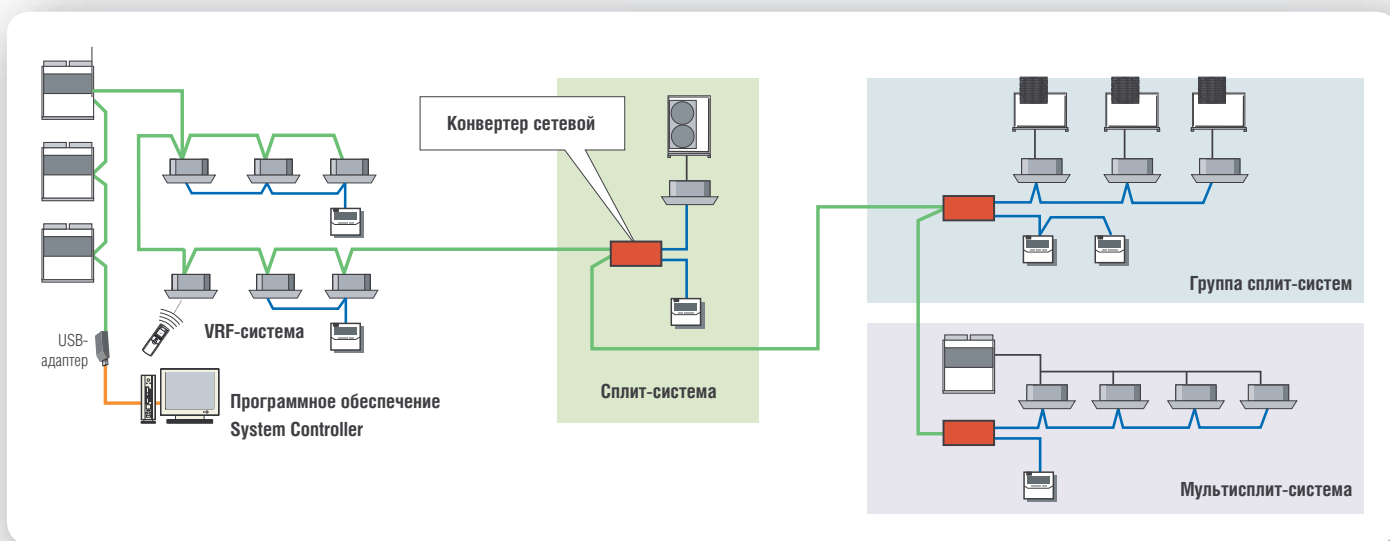 Конвертер сетевой
Группа сплит-систем
VRF-система
USB-
адаптер
Сплит-система
Программное обеспечение
System Controller
Мультисплит-система